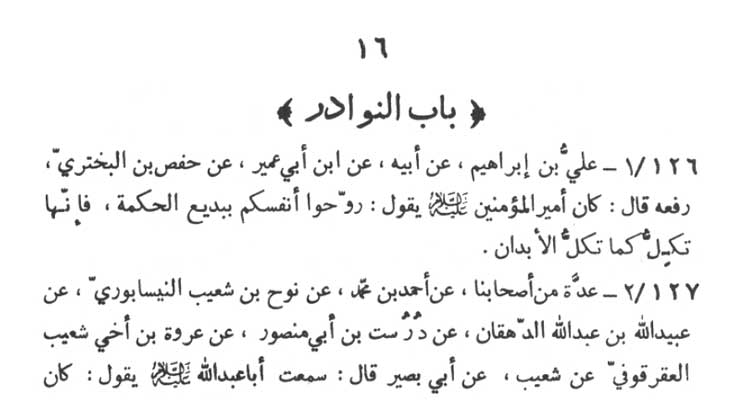 ١٦
﴿ باب النوادر ﴾
١/١٢٦ ـ عليُّ بن إبراهيم ، عن أبيه ، عن ابن أبي عمير ، عن حفص بن البختريّ ،
رفعه قال : كان أمير المؤمنين عليه السلام يقول : روّحوا أنفسكم ببديع الحكمة ، فإنّها
تكلُّ كما تكلُّ الأبدان .
٢/١٢٧ ـ عدَّة من أصحابنا ، عن أحمد بن محمّد ، عن نوح بن شعيب النيسابوريّ ، عن
عبيدالله بن عبدالله الدّهقان ، عن دُرُست بن أبي منصور ، عن عروة بن أخي شعيب
العقرقوفيّ عن شعيب ، عن أبي بصير قال : سمعت أباعبدالله عليه السلام يقول : كان